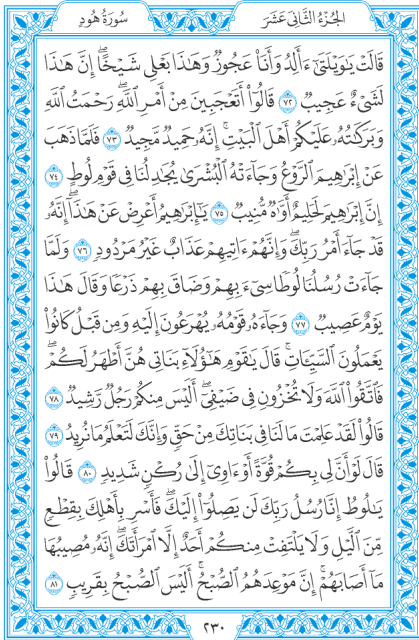 الجزء الثاني عشر
سورة هود
قَالَتْ يَٰوَيْلَتَىٰٓ ءَأَلِدُ وَأَنَا۠ عَجُوزٌ وَهَٰذَا بَعْلِى شَيْخًا ۖ إِنَّ هَٰذَا
لَشَىْءٌ عَجِيبٌ ٧٢ قَالُوٓا۟ أَتَعْجَبِينَ مِنْ أَمْرِ ٱللَّهِ ۖ رَحْمَتُ ٱللَّهِ
وَبَرَكَٰتُهُۥ عَلَيْكُمْ أَهْلَ ٱلْبَيْتِ ۚ إِنَّهُۥ حَمِيدٌ مَّجِيدٌ ٧٣ فَلَمَّا ذَهَبَ
عَنْ إِبْرَٰهِيمَ ٱلرَّوْعُ وَجَآءَتْهُ ٱلْبُشْرَىٰ يُجَٰدِلُنَا فِى قَوْمِ لُوطٍ ٧٤
إِنَّ إِبْرَٰهِيمَ لَحَلِيمٌ أَوَّٰهٌ مُّنِيبٌ ٧٥ يَٰٓإِبْرَٰهِيمُ أَعْرِضْ عَنْ هَٰذَآ ۖ إِنَّهُۥ
قَدْ جَآءَ أَمْرُ رَبِّكَ ۖ وَإِنَّهُمْ ءَاتِيهِمْ عَذَابٌ غَيْرُ مَرْدُودٍ ٧٦ وَلَمَّا
جَآءَتْ رُسُلُنَا لُوطًا سِىٓءَ بِهِمْ وَضَاقَ بِهِمْ ذَرْعًا وَقَالَ هَٰذَا
يَوْمٌ عَصِيبٌ ٧٧ وَجَآءَهُۥ قَوْمُهُۥ يُهْرَعُونَ إِلَيْهِ وَمِن قَبْلُ كَانُوا۟
يَعْمَلُونَ ٱلسَّيِّـَٔاتِ ۚ قَالَ يَٰقَوْمِ هَٰٓؤُلَآءِ بَنَاتِى هُنَّ أَطْهَرُ لَكُمْ ۖ
فَٱتَّقُوا۟ ٱللَّهَ وَلَا تُخْزُونِ فِى ضَيْفِىٓ ۖ أَلَيْسَ مِنكُمْ رَجُلٌ رَّشِيدٌ ٧٨
قَالُوا۟ لَقَدْ عَلِمْتَ مَا لَنَا فِى بَنَاتِكَ مِنْ حَقٍّ وَإِنَّكَ لَتَعْلَمُ مَا نُرِيدُ ٧٩
قَالَ لَوْ أَنَّ لِى بِكُمْ قُوَّةً أَوْ ءَاوِىٓ إِلَىٰ رُكْنٍ شَدِيدٍ ٨٠ قَالُوا۟
يَٰلُوطُ إِنَّا رُسُلُ رَبِّكَ لَن يَصِلُوٓا۟ إِلَيْكَ ۖ فَأَسْرِ بِأَهْلِكَ بِقِطْعٍ
مِّنَ ٱلَّيْلِ وَلَا يَلْتَفِتْ مِنكُمْ أَحَدٌ إِلَّا ٱمْرَأَتَكَ ۖ إِنَّهُۥ مُصِيبُهَا
مَآ أَصَابَهُمْ ۚ إِنَّ مَوْعِدَهُمُ ٱلصُّبْحُ ۚ أَلَيْسَ ٱلصُّبْحُ بِقَرِيبٍ ٨١
٢٣٠